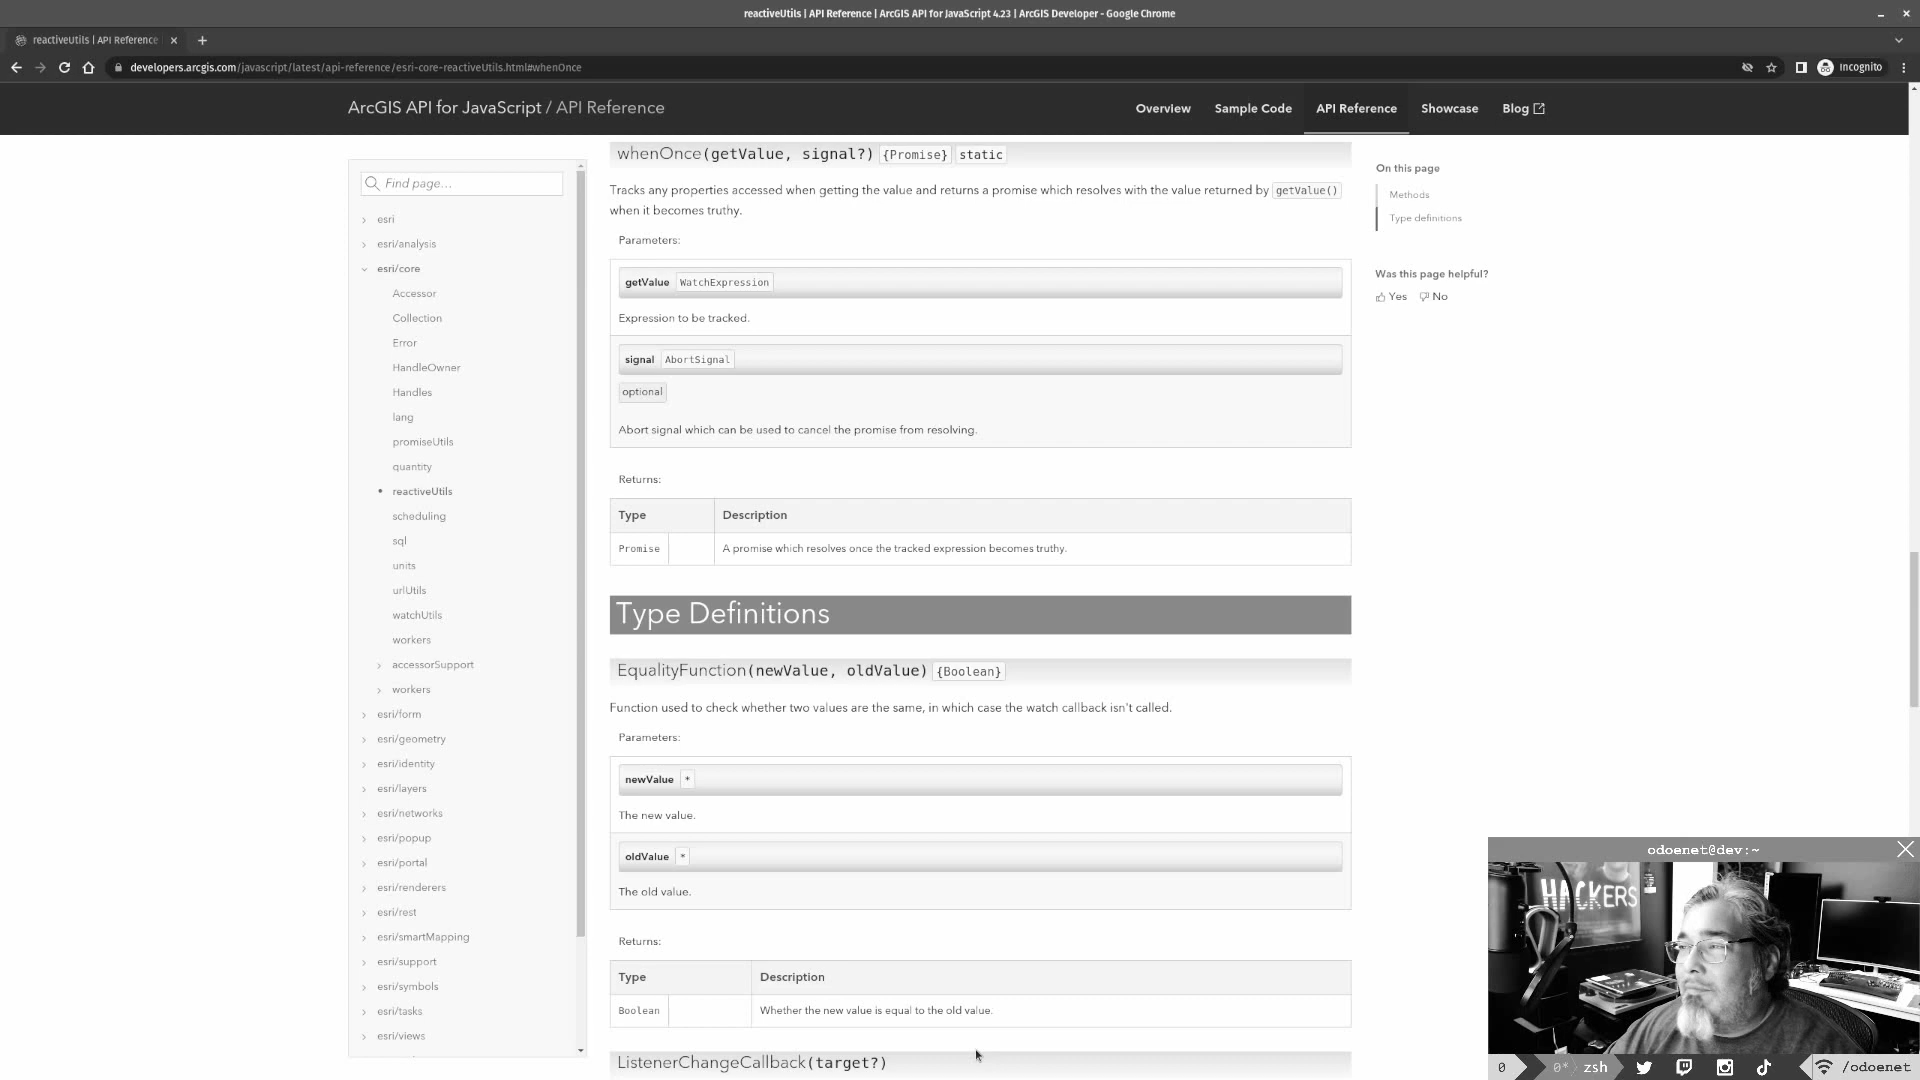 reactiveUtils | API Reference | ArcGIS API for JavaScript 4.23 | ArcGIS Developer - Google Chrome
reactiveUtils | API Reference
developers.arcgis.com/javascript/latest/api-reference/esri-core-reactiveUtils.html#whenOnce
Incognito
ArcGIS API for JavaScript / API Reference
Overview
Sample Code
API Reference
Showcase
Blog
Find page...
esri
esri/analysis
esri/core
Accessor
Collection
Error
HandleOwner
Handles
lang
promiseUtils
quantity
reactiveUtils
scheduling
sql
units
urlUtils
watchUtils
workers
accessorSupport
workers
esri/form
esri/geometry
esri/identity
esri/layers
esri/networks
esri/popup
esri/portal
esri/renderers
esri/rest
esri/smartMapping
esri/support
esri/symbols
esri/tasks
esri/views
whenOnce(getValue, signal?) {Promise} static
Tracks any properties accessed when getting the value and returns a promise which resolves with the value returned by getValue()
when it becomes truthy.
Parameters:
getValue WatchExpression
Expression to be tracked.
signal AbortSignal
optional
Abort signal which can be used to cancel the promise from resolving.
Returns:
Type Description
Promise A promise which resolves once the tracked expression becomes truthy.
Type Definitions
EqualityFunction(newValue, oldValue) {Boolean}
Function used to check whether two values are the same, in which case the watch callback isn't called.
Parameters:
newValue *
The new value.
oldValue *
The old value.
Returns:
Type Description
Boolean Whether the new value is equal to the old value.
ListenerChangeCallback(target?)
On this page
Methods
Type definitions
Was this page helpful?
Yes No
odoenet@dev:~
HACKERS
0 0* zsh /odoenet